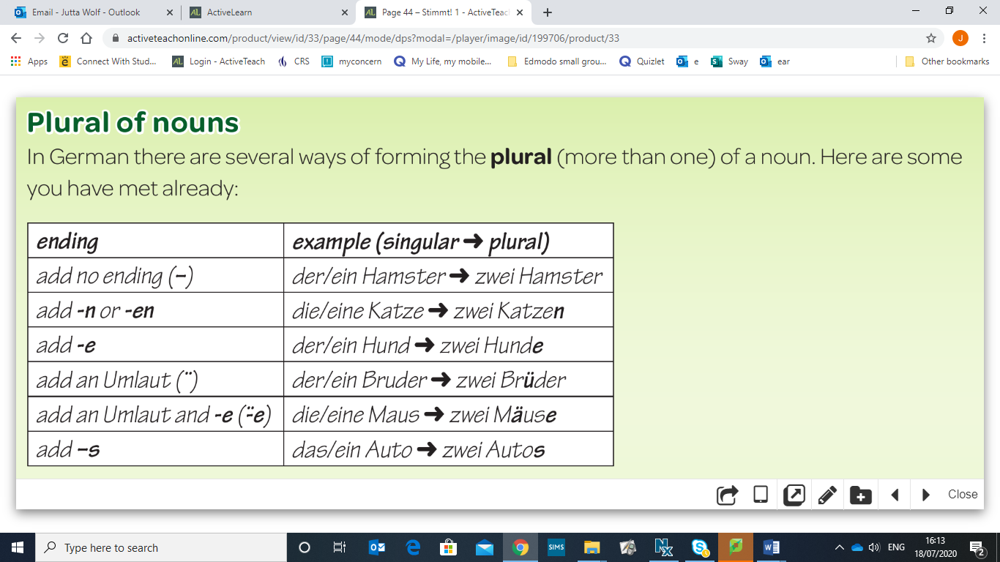 Email - Jutta Wolf - Outlook
ActiveLearn
Page 44 – Stimmt! 1 - ActiveTeac
activeteachonline.com/product/view/id/33/page/44/mode/dps?modal=/player/image/id/199706/product/33
J
Apps
Connect With Stud...
Login - ActiveTeach
CRS
myconcern
My Life, my mobile...
Edmodo small grou...
Quizlet
e
Sway
ear
Other bookmarks
Plural of nouns
In German there are several ways of forming the plural (more than one) of a noun. Here are some
you have met already:
ending example (singular ➜ plural)
add no ending (–) der/ein Hamster ➜ zwei Hamster
add -n or -en die/eine Katze ➜ zwei Katzen
add -e der/ein Hund ➜ zwei Hunde
add an Umlaut (¨) der/ein Bruder ➜ zwei Brüder
add an Umlaut and -e (¨-e) die/eine Maus ➜ zwei Mäuse
add –s das/ein Auto ➜ zwei Autos
Close
Type here to search
SIMS
ENG
16:13
18/07/2020
2